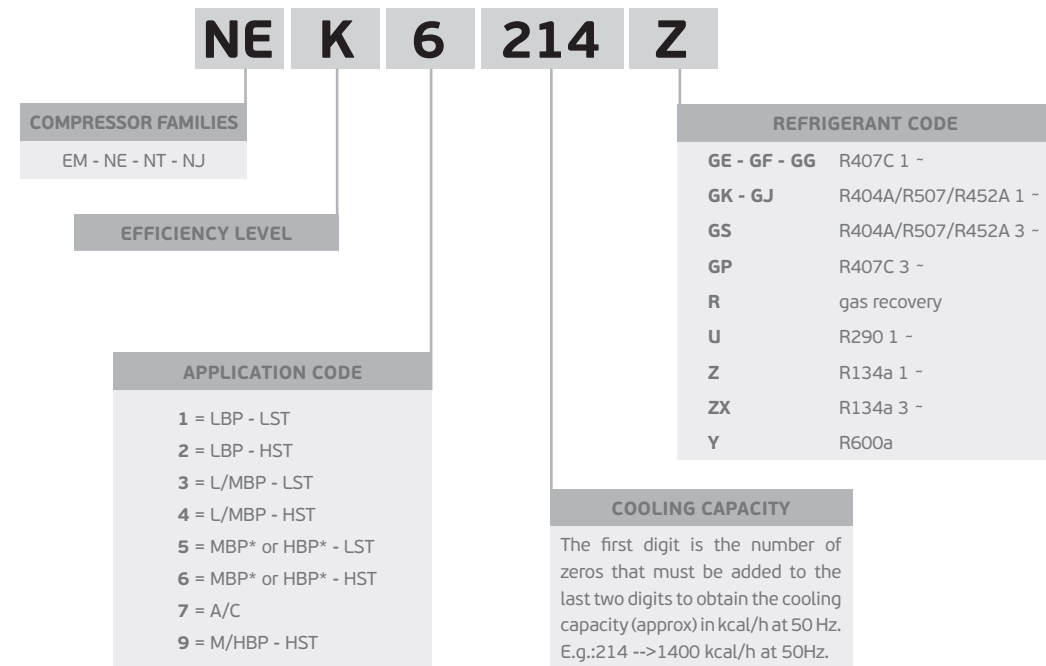 NE K 6 214 Z
COMPRESSOR FAMILIES
EM - NE - NT - NJ
EFFICIENCY LEVEL
APPLICATION CODE
1 = LBP - LST
2 = LBP - HST
3 = L/MBP - LST
4 = L/MBP - HST
5 = MBP* or HBP* - LST
6 = MBP* or HBP* - HST
7 = A/C
9 = M/HBP - HST
COOLING CAPACITY
The first digit is the number of
zeros that must be added to the
last two digits to obtain the cooling
capacity (approx) in kcal/h at 50 Hz.
E.g.:214 -->1400 kcal/h at 50Hz.
REFRIGERANT CODE
GE - GF - GG R407C 1 ~
GK - GJ R404A/R507/R452A 1 ~
GS R404A/R507/R452A 3 ~
GP R407C 3 ~
R gas recovery
U R290 1 ~
Z R134a 1 ~
ZX R134a 3 ~
Y R600a